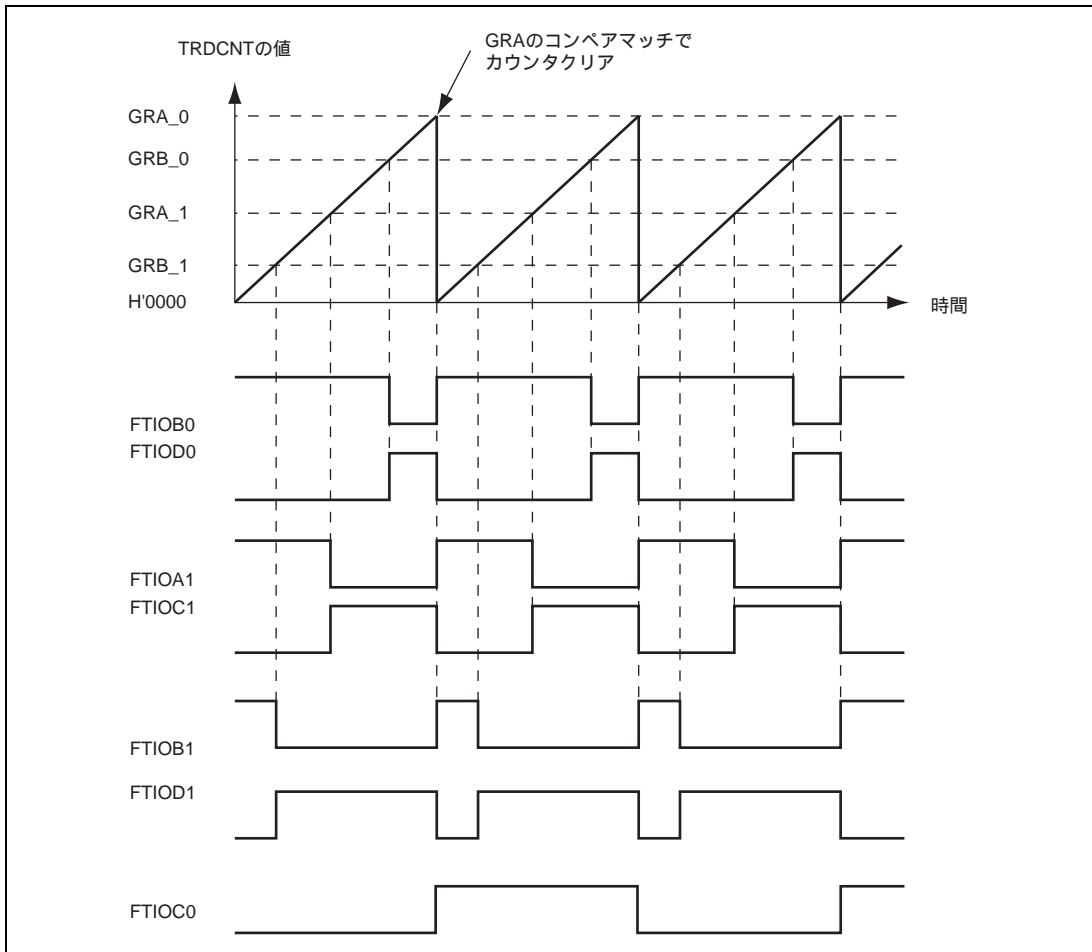 TRDCNTの値
GRAのコンペアマッチで
カウンタクリア
GRA_0
GRB_0
GRA_1
GRB_1
H'0000
時間
FTIOB0
FTIOD0
FTIOA1
FTIOC1
FTIOB1
FTIOD1
FTIOC0